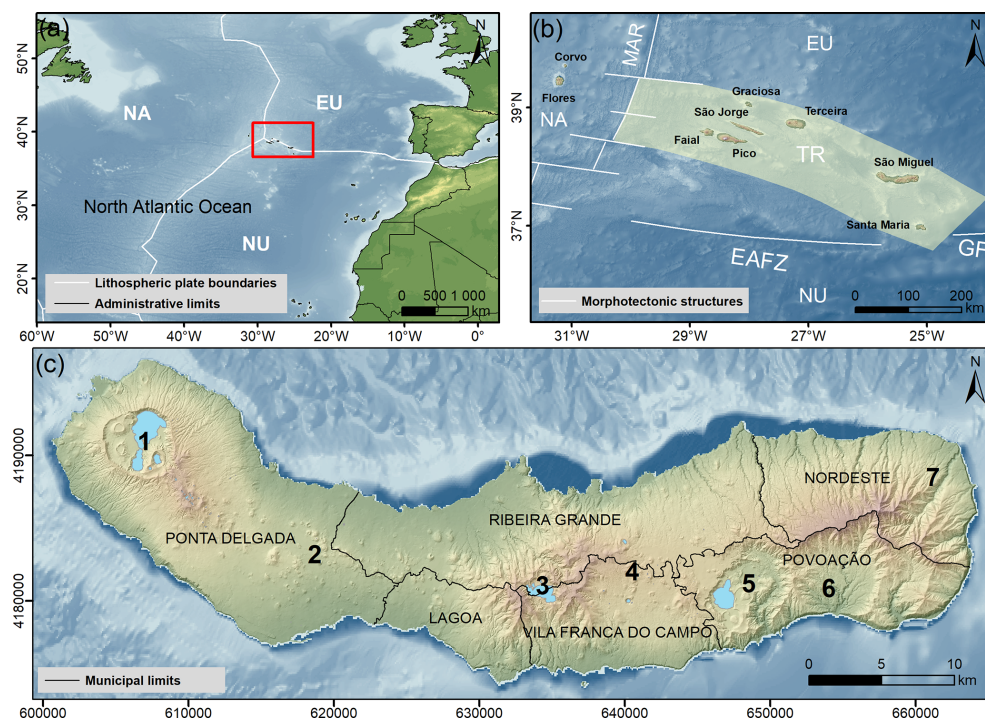 (a)
N
50°N
40°N
30°N
20°N
NA
EU
North Atlantic Ocean
NU
Lithospheric plate boundaries
Administrative limits
0 500 1 000
km
60°W 50°W 40°W 30°W 20°W 10°W 0°
(b)
N
MAR
EU
Corvo
Flores
39°N
NA
Graciosa
São Jorge
Terceira
Faial
Pico
TR
São Miguel
Santa Maria
37°N
EAFZ
GF
NU
Morphotectonic structures
0 100 200
km
31°W 29°W 27°W 25°W
(c)
N
4190000
4180000
1
NORDESTE
7
RIBEIRA GRANDE
PONTA DELGADA
2
POVOAÇÃO
3
4
5
6
LAGOA
VILA FRANCA DO CAMPO
Municipal limits
0 5 10
km
600000 610000 620000 630000 640000 650000 660000